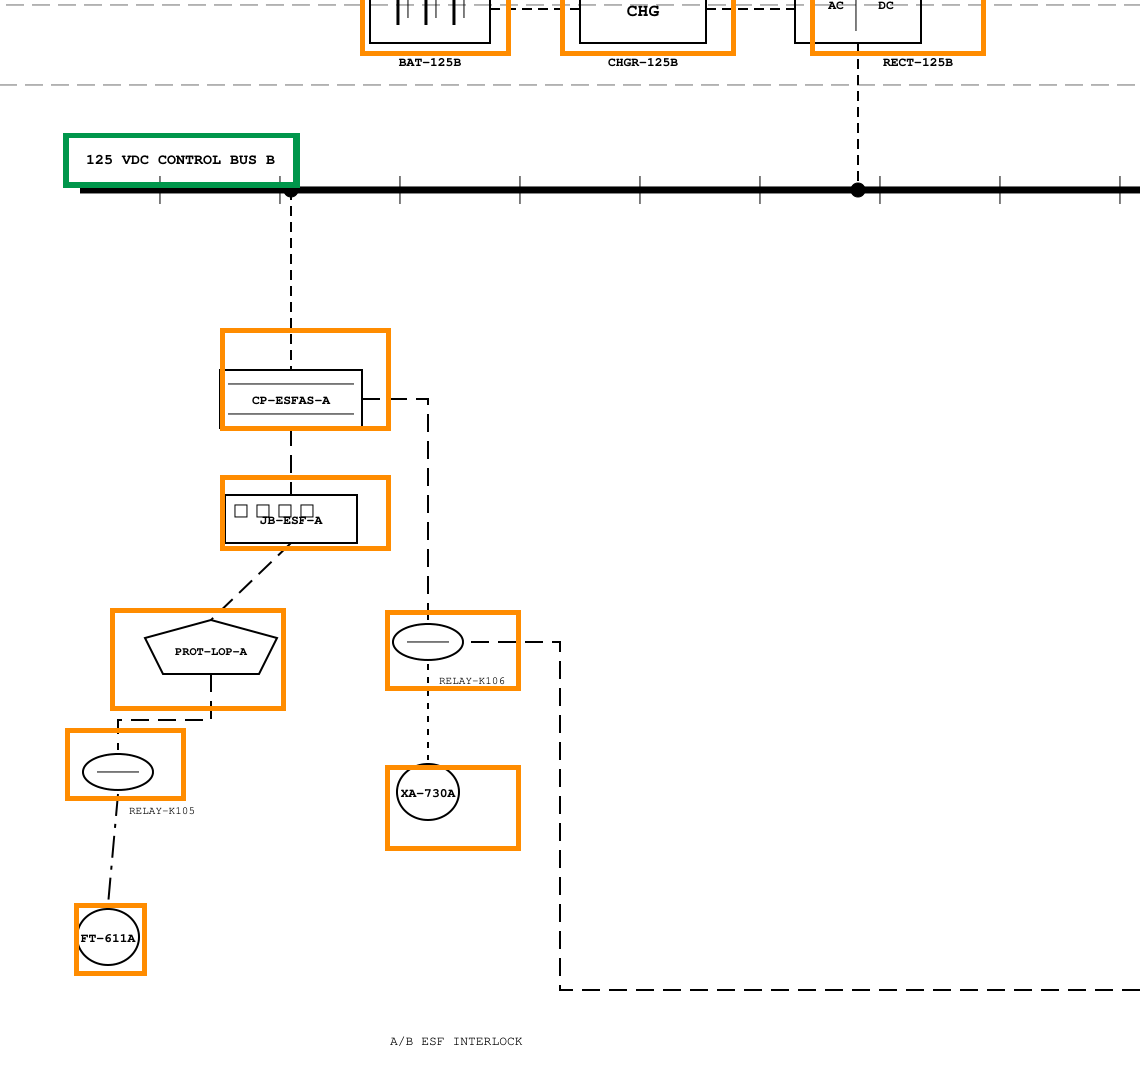 CHG
AC DC
BAT-125B
CHGR-125B
RECT-125B
125 VDC CONTROL BUS B
CP-ESFAS-A
JB-ESF-A
PROT-LOP-A
RELAY-K106
XA-730A
RELAY-K105
FT-611A
A/B ESF INTERLOCK